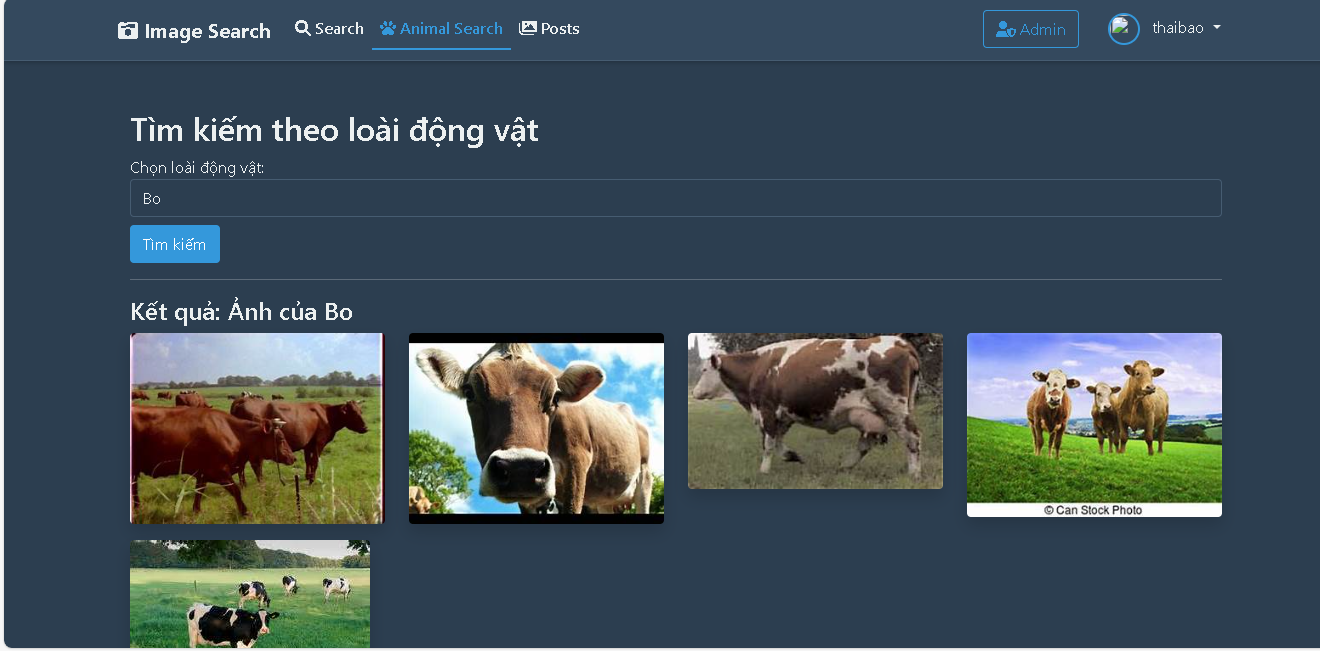 Image Search Search Animal Search Posts Admin thaibao
Tìm kiếm theo loài động vật
Chọn loài động vật:
Bo
Tìm kiếm
Kết quả: Ảnh của Bo
© Can Stock Photo